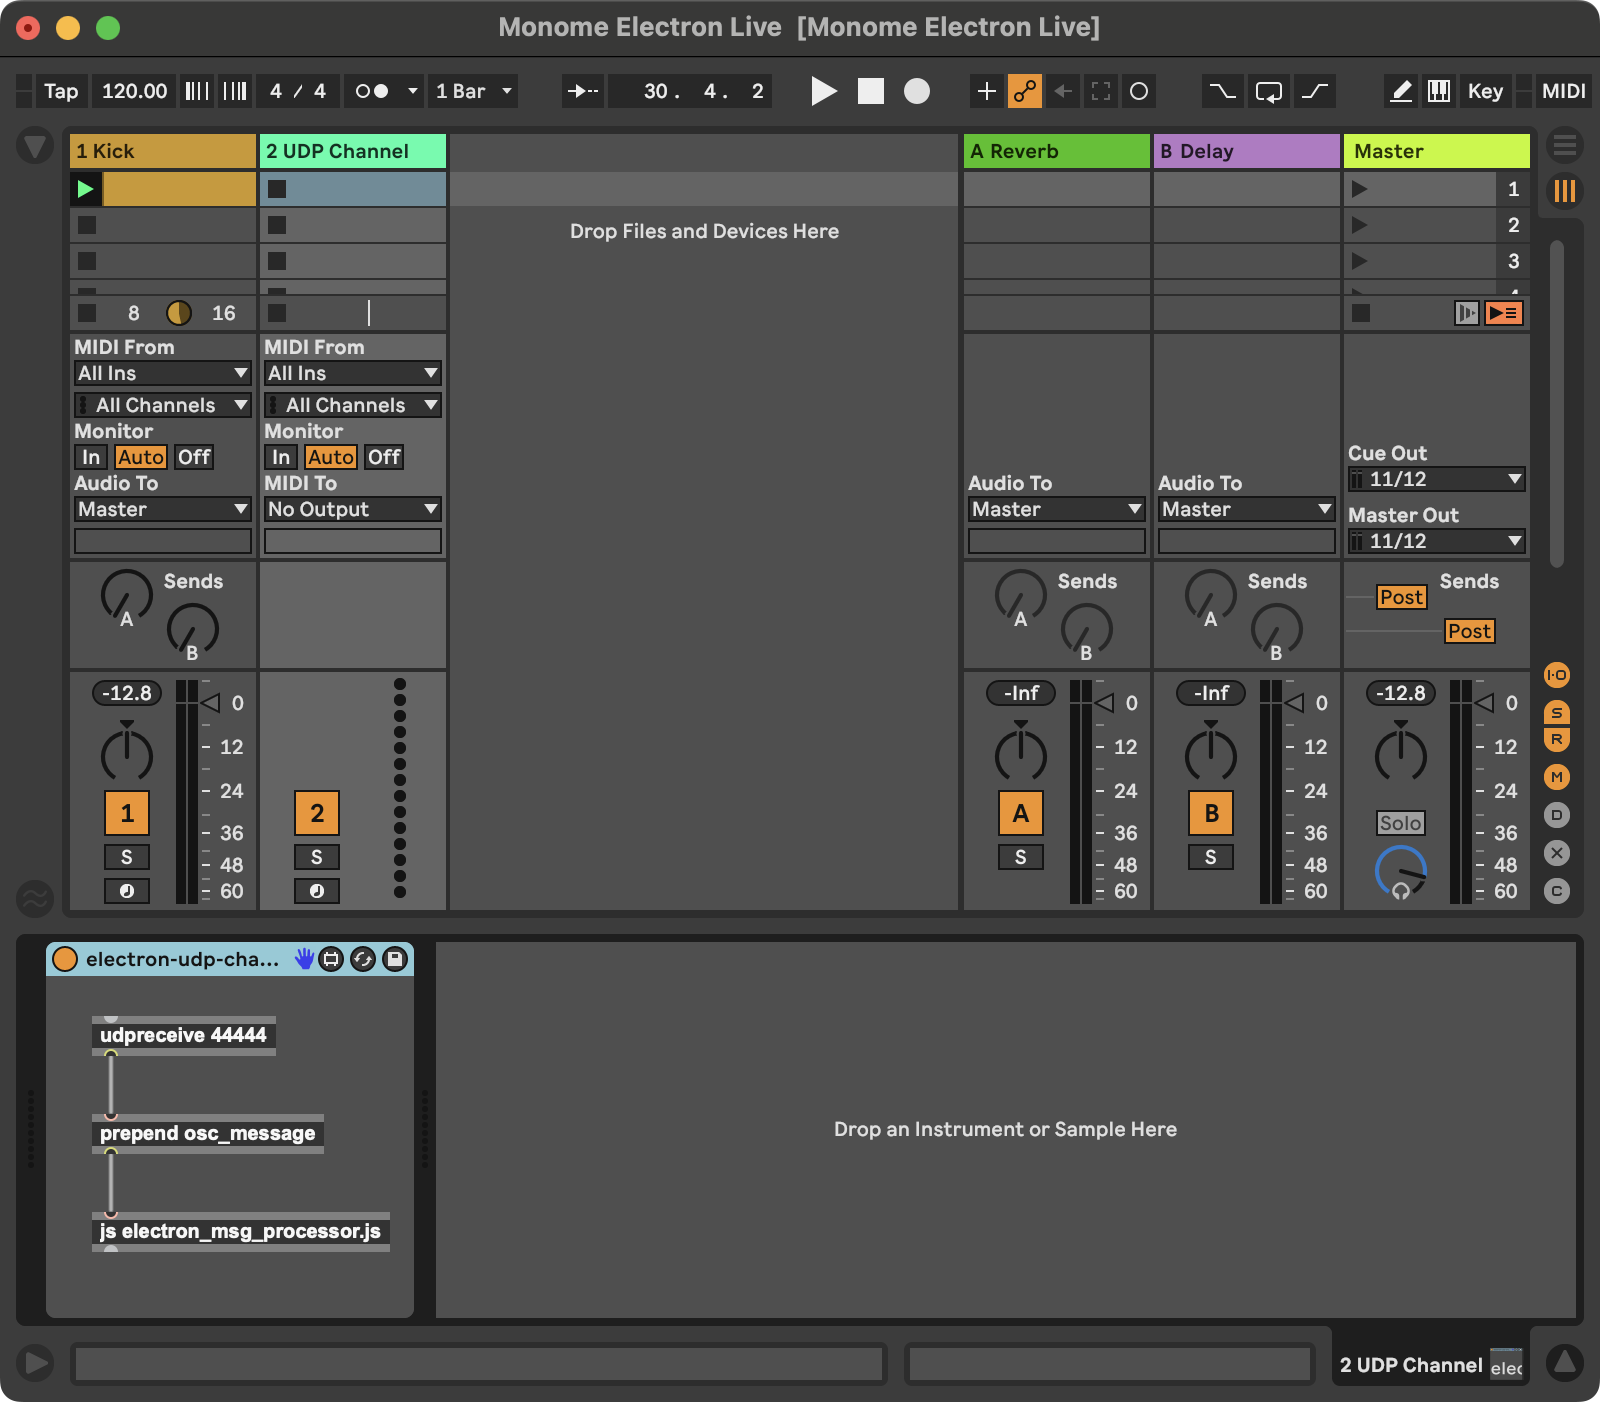 Monome Electron Live [Monome Electron Live]
Tap 120.00 4 / 4 1 Bar 30. 4. 2 Key MIDI
1 Kick 2 UDP Channel A Reverb B Delay Master
1
Drop Files and Devices Here 2
3
8 16
MIDI From MIDI From
All Ins All Ins
All Channels All Channels
Monitor Monitor
In Auto Off In Auto Off Cue Out
Audio To MIDI To Audio To Audio To 11/12
Master No Output Master Master Master Out
11/12
Sends Sends Sends Sends
A A A Post
Post
B B B
-12.8 -Inf -Inf -12.8
0 0 0 0
12 12 12 12
24 24 24 24
1 2 A B Solo
36 36 36 36
S S S S
48 48 48 48
60 60 60 60
I·O
S
R
M
D
X
C
electron-udp-cha...
udpreceive 44444
prepend osc_message
js electron_msg_processor.js
Drop an Instrument or Sample Here
2 UDP Channel elec